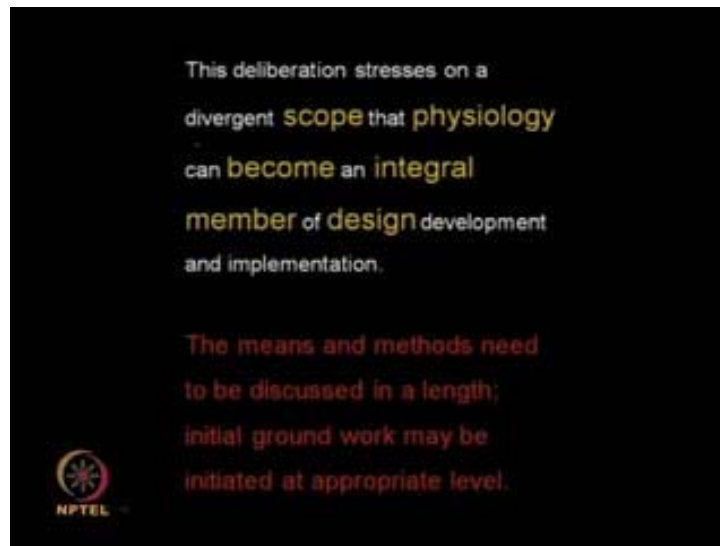 This deliberation stresses on a
divergent scope that physiology
can become an integral
member of design development
and implementation.
The means and methods need
to be discussed in a length;
initial ground work may be
initiated at appropriate level.
NPTEL